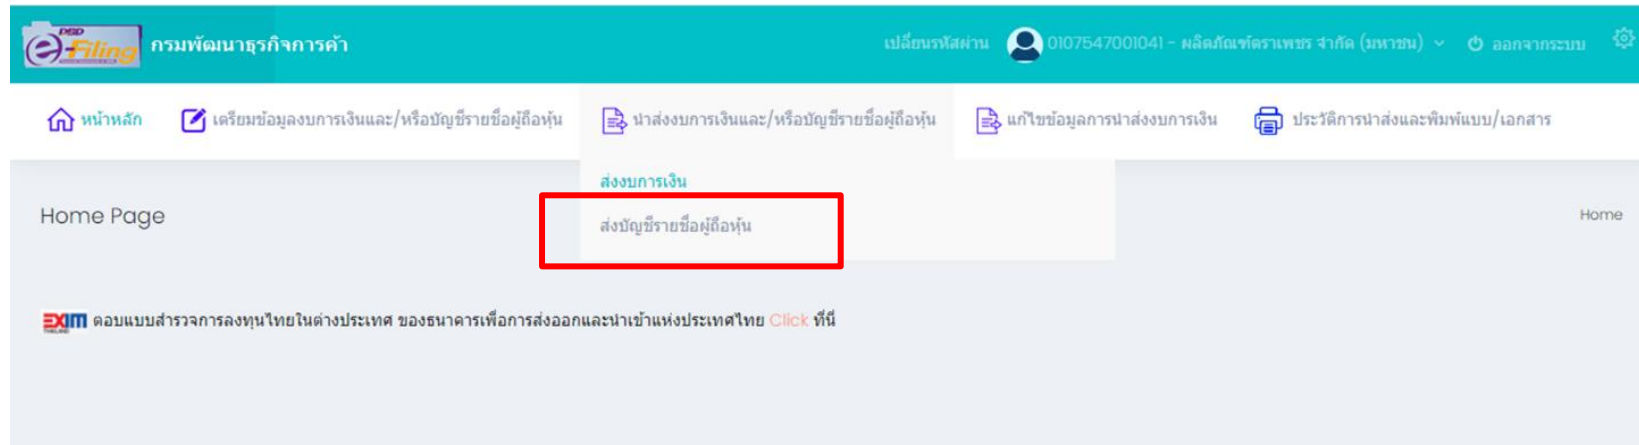 DBD
e-Filing
กรมพัฒนาธุรกิจการค้า
เปลี่ยนรหัสผ่าน
0107547001041 - ผลิตภัณฑ์ตราเพชร จำกัด (มหาชน)
ออกจากระบบ
หน้าหลัก
เตรียมข้อมูลงบการเงินและ/หรือบัญชีรายชื่อผู้ถือหุ้น
นำส่งงบการเงินและ/หรือบัญชีรายชื่อผู้ถือหุ้น
แก้ไขข้อมูลการนำส่งงบการเงิน
ประวัติการนำส่งและพิมพ์แบบ/เอกสาร
ส่งงบการเงิน
ส่งบัญชีรายชื่อผู้ถือหุ้น
Home Page
Home
EXIM THAILAND ตอบแบบสำรวจการลงทุนไทยในต่างประเทศ ของธนาคารเพื่อการส่งออกและนำเข้าแห่งประเทศไทย Click ที่นี่